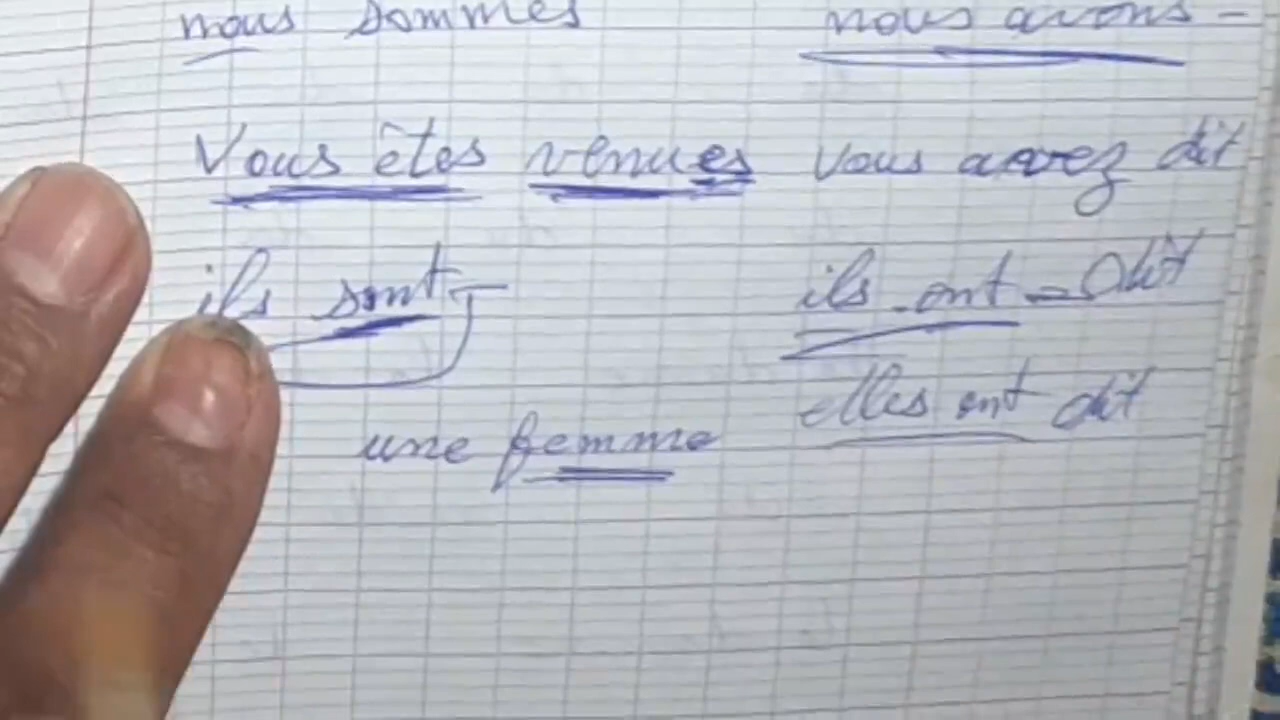 nous sommes nous avons -
Vous êtes venues vous avez dit
ils sont ils ont dit
elles ont dit
une femme